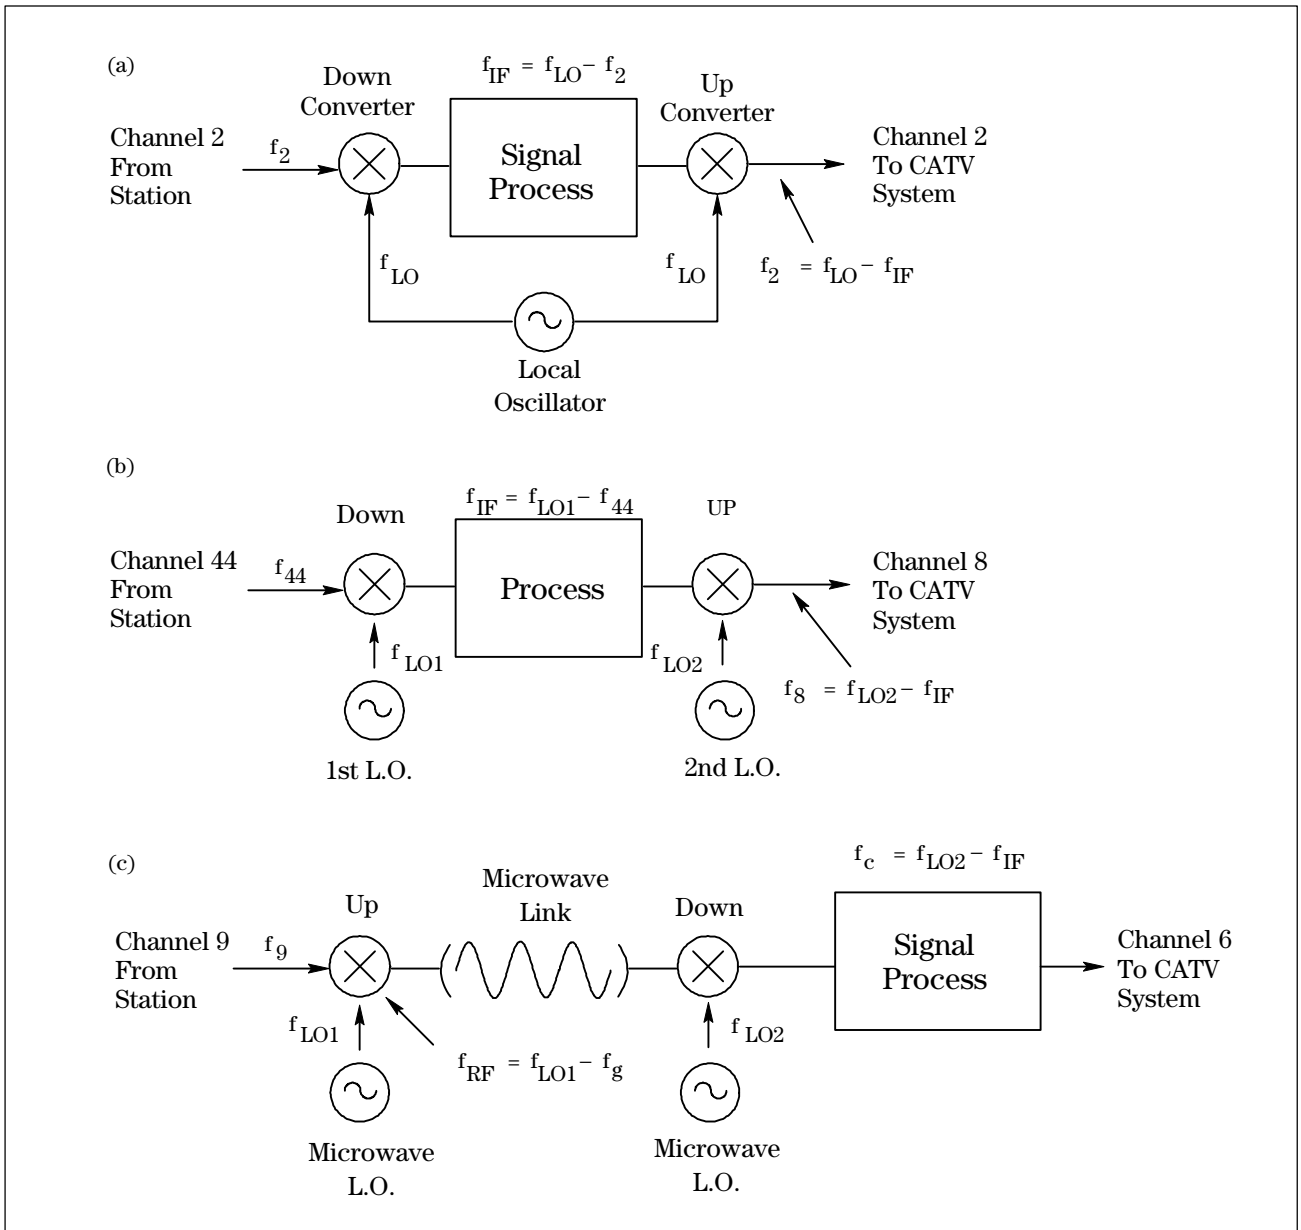 (a)
Down
Converter
f_IF = f_LO − f_2
Up
Converter
Channel 2
From
Station
f_2
Signal
Process
Channel 2
To CATV
System
f_LO
f_LO
f_2 = f_LO − f_IF
Local
Oscillator
(b)
Down
f_IF = f_LO1 − f_44
UP
Channel 44
From
Station
f_44
Process
Channel 8
To CATV
System
f_LO1
f_LO2
f_8 = f_LO2 − f_IF
1st L.O.
2nd L.O.
(c)
Up
Microwave
Link
Down
f_c = f_LO2 − f_IF
Channel 9
From
Station
f_9
Signal
Process
Channel 6
To CATV
System
f_LO1
f_RF = f_LO1 − f_g
f_LO2
Microwave
L.O.
Microwave
L.O.